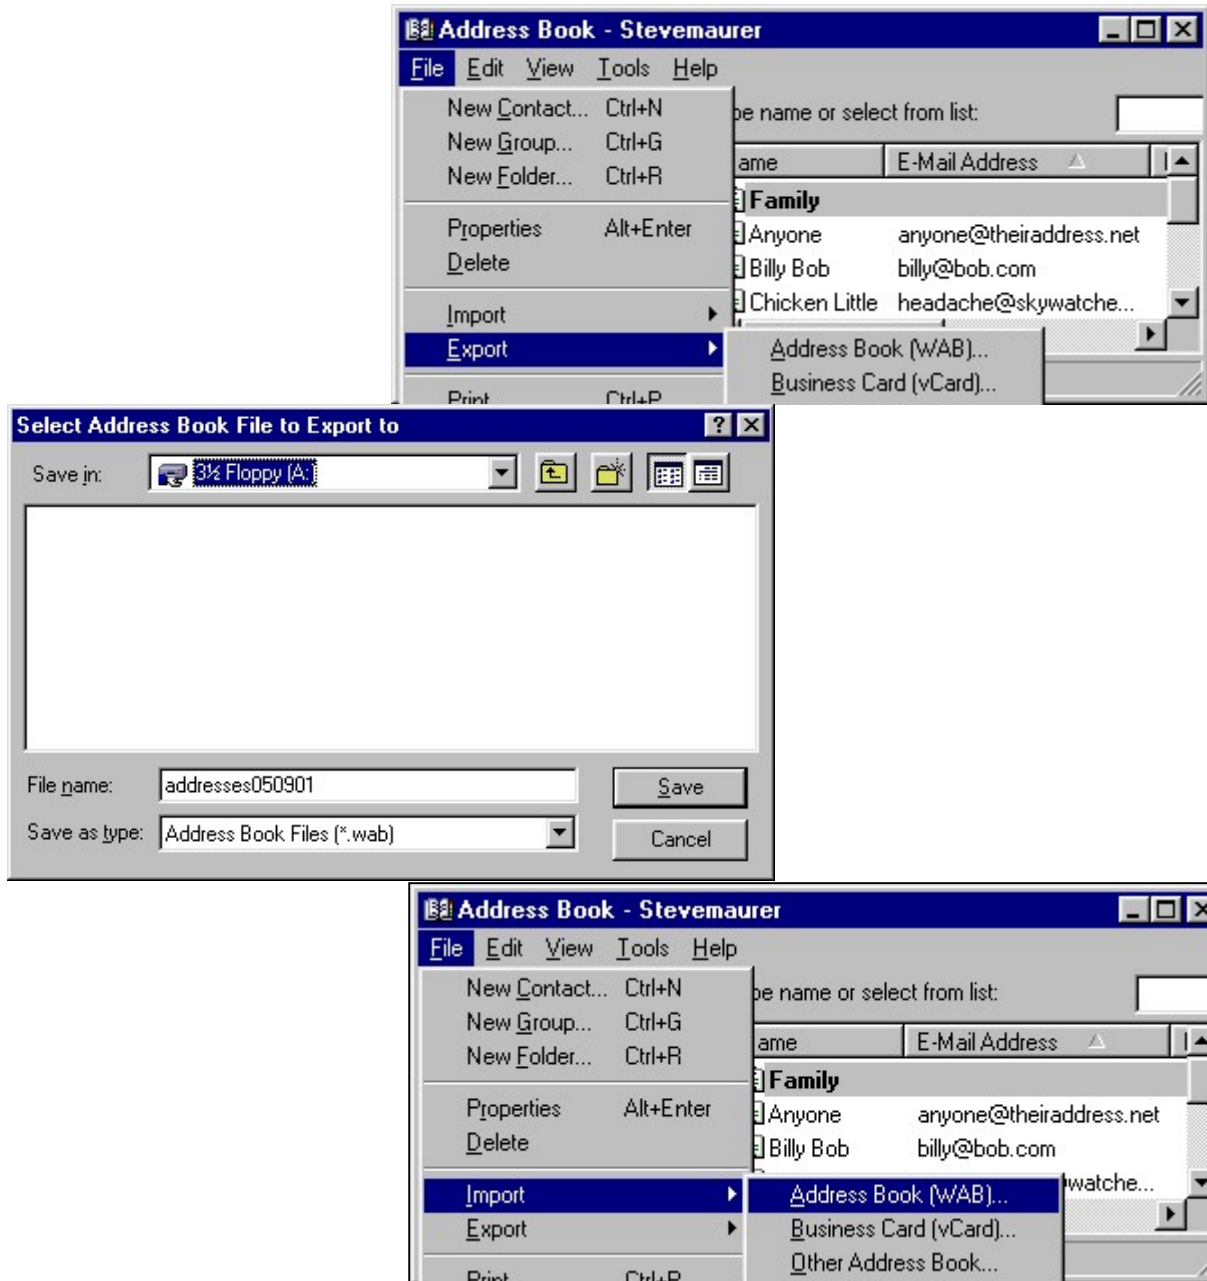 Address Book - Stevemaurer
File Edit View Tools Help
New Contact... Ctrl+N
New Group... Ctrl+G
New Folder... Ctrl+R
Properties Alt+Enter
Delete
Import
Export
Print Ctrl+P
pe name or select from list:
ame E-Mail Address
Family
Anyone anyone@theiraddress.net
Billy Bob billy@bob.com
Chicken Little headache@skywatche...
Address Book (WAB)...
Business Card (vCard)...
Select Address Book File to Export to
Save in: 3½ Floppy (A:)
File name: addresses050901 Save
Save as type: Address Book Files (*.wab) Cancel
Address Book - Stevemaurer
File Edit View Tools Help
New Contact... Ctrl+N
New Group... Ctrl+G
New Folder... Ctrl+R
Properties Alt+Enter
Delete
Import
Export
Print Ctrl+P
pe name or select from list:
ame E-Mail Address
Family
Anyone anyone@theiraddress.net
Billy Bob billy@bob.com
watche...
Address Book (WAB)...
Business Card (vCard)...
Other Address Book...